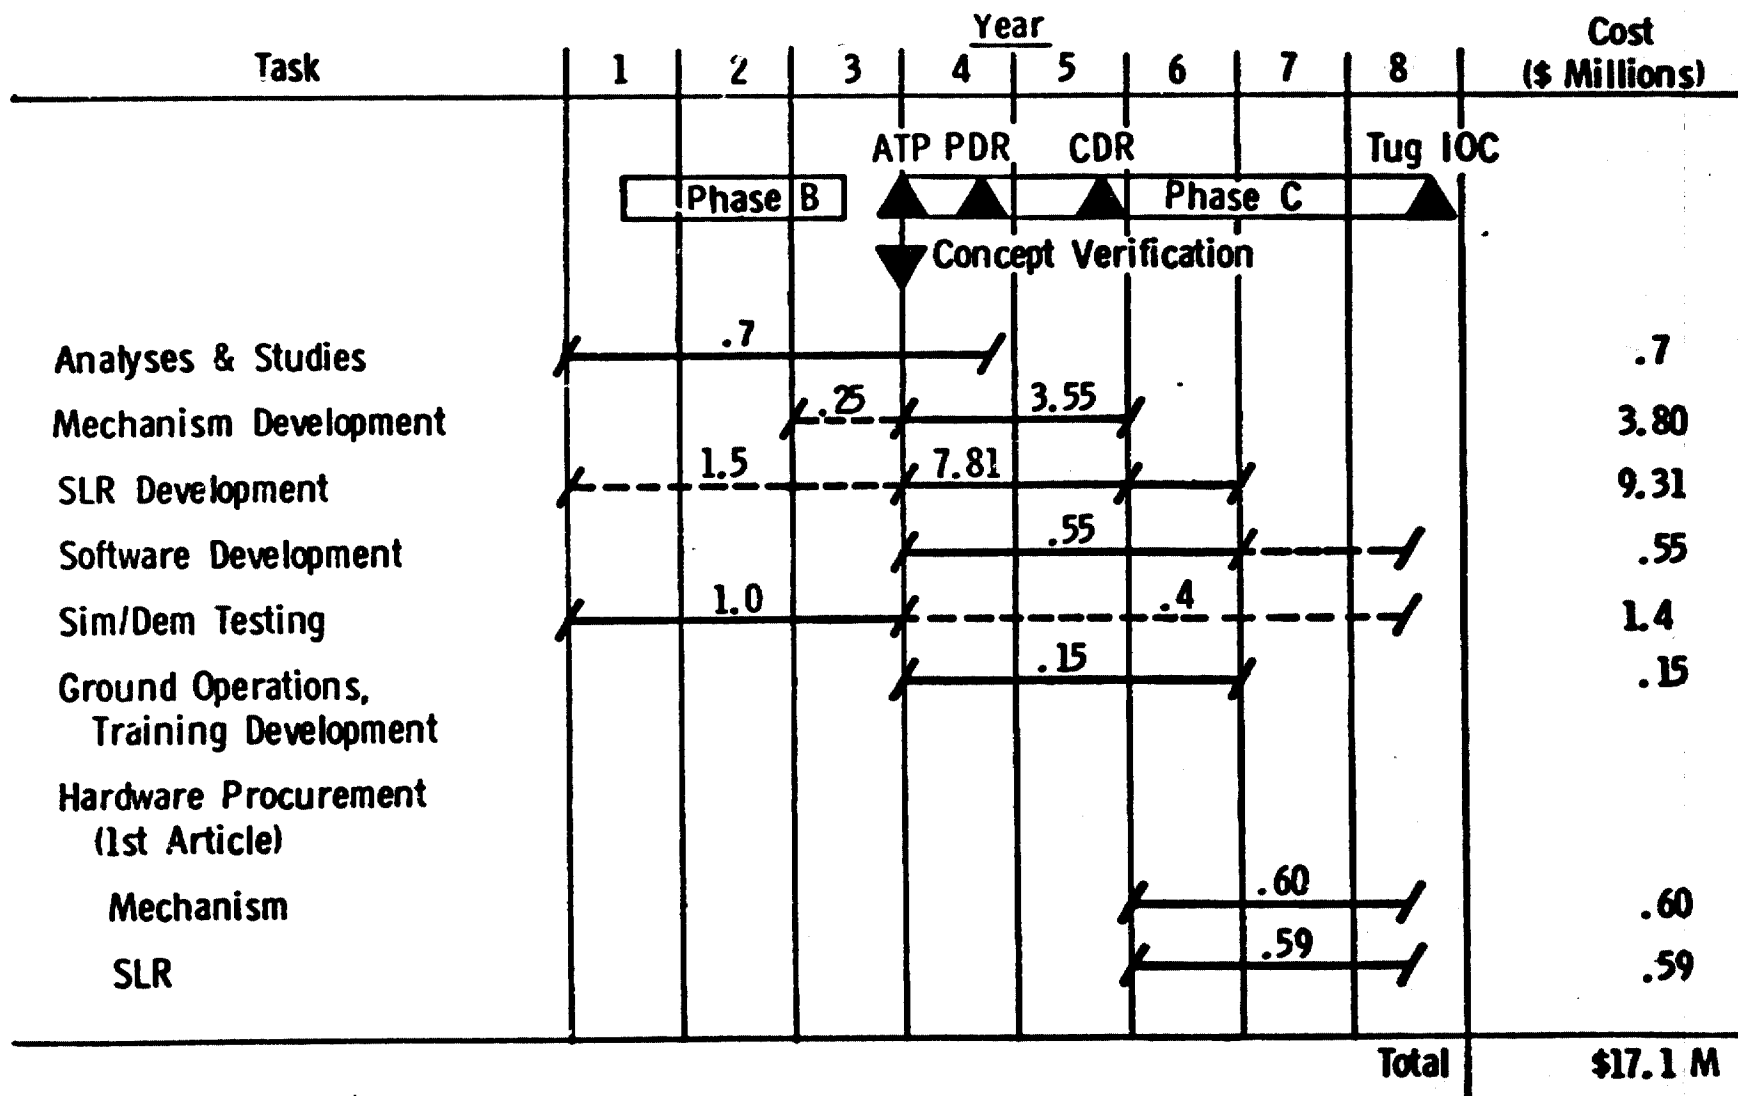 Year
Cost
Task 1 2 3 4 5 6 7 8 ($ Millions)
ATP PDR CDR Tug IOC
Phase B Phase C
Concept Verification
Analyses & Studies .7 .7
Mechanism Development .25 3.55 3.80
SLR Development 1.5 7.81 9.31
Software Development .55 .55
Sim/Dem Testing 1.0 .4 1.4
Ground Operations, .15 .15
Training Development
Hardware Procurement
(1st Article)
Mechanism .60 .60
SLR .59 .59
Total $17.1 M